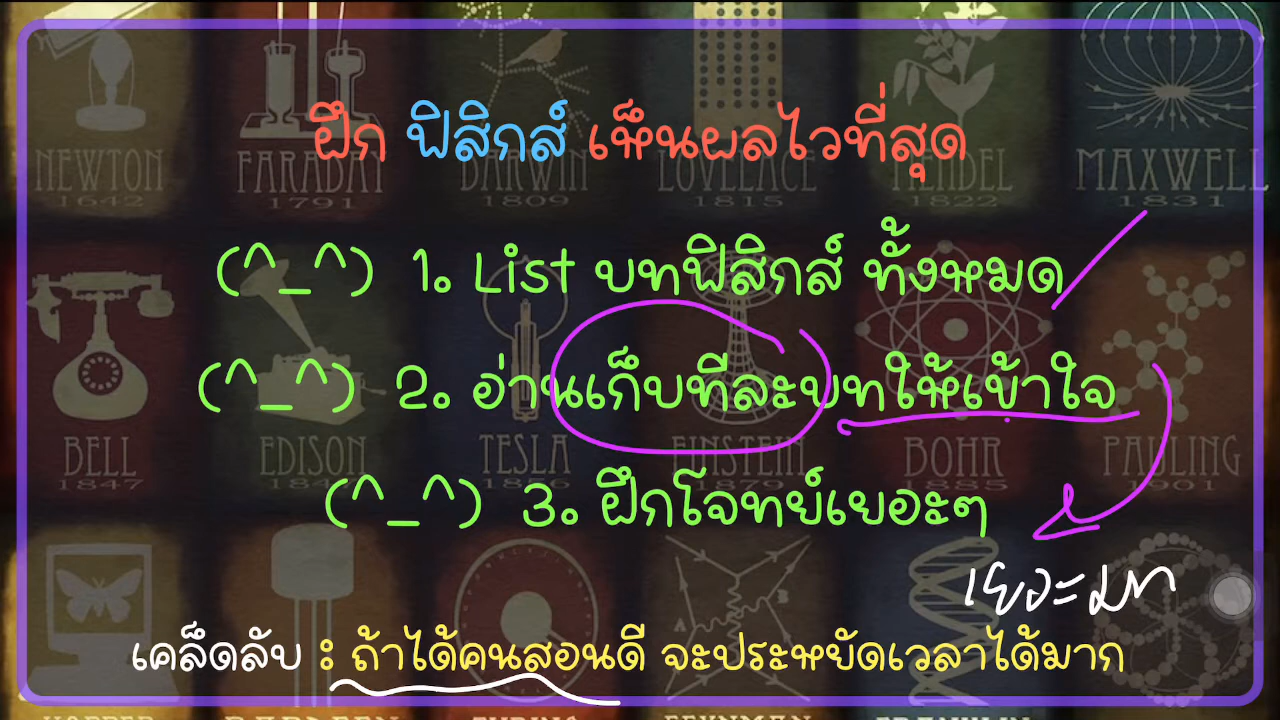 ฝึก ฟิสิกส์ เห็นผลไวที่สุด
NEWTON FARADAY DARWIN LOVELACE MENDEL MAXWELL
1642 1791 1809 1815 1822 1831
(^_^) 1. List บทฟิสิกส์ ทั้งหมด
(^_^) 2. อ่านเก็บทีละบทให้เข้าใจ
BELL EDISON TESLA EINSTEIN BOHR PAULING
1847 1856 1885 1901
(^_^) 3. ฝึกโจทย์เยอะๆ
เยอะมาก
เคล็ดลับ : ถ้าได้คนสอนดี จะประหยัดเวลาได้มาก